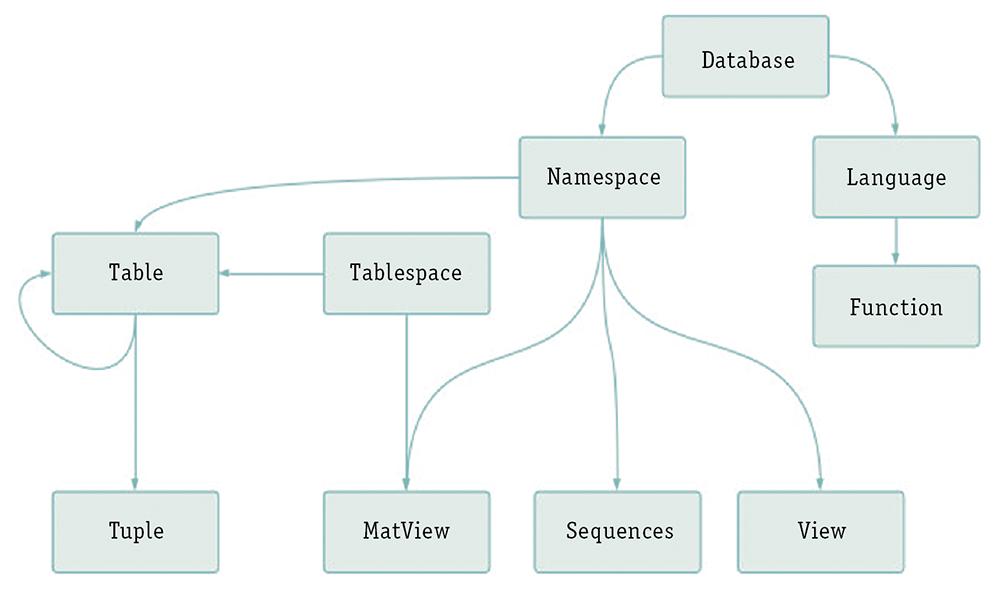 Database
Namespace
Language
Table
Tablespace
Function
Tuple
MatView
Sequences
View